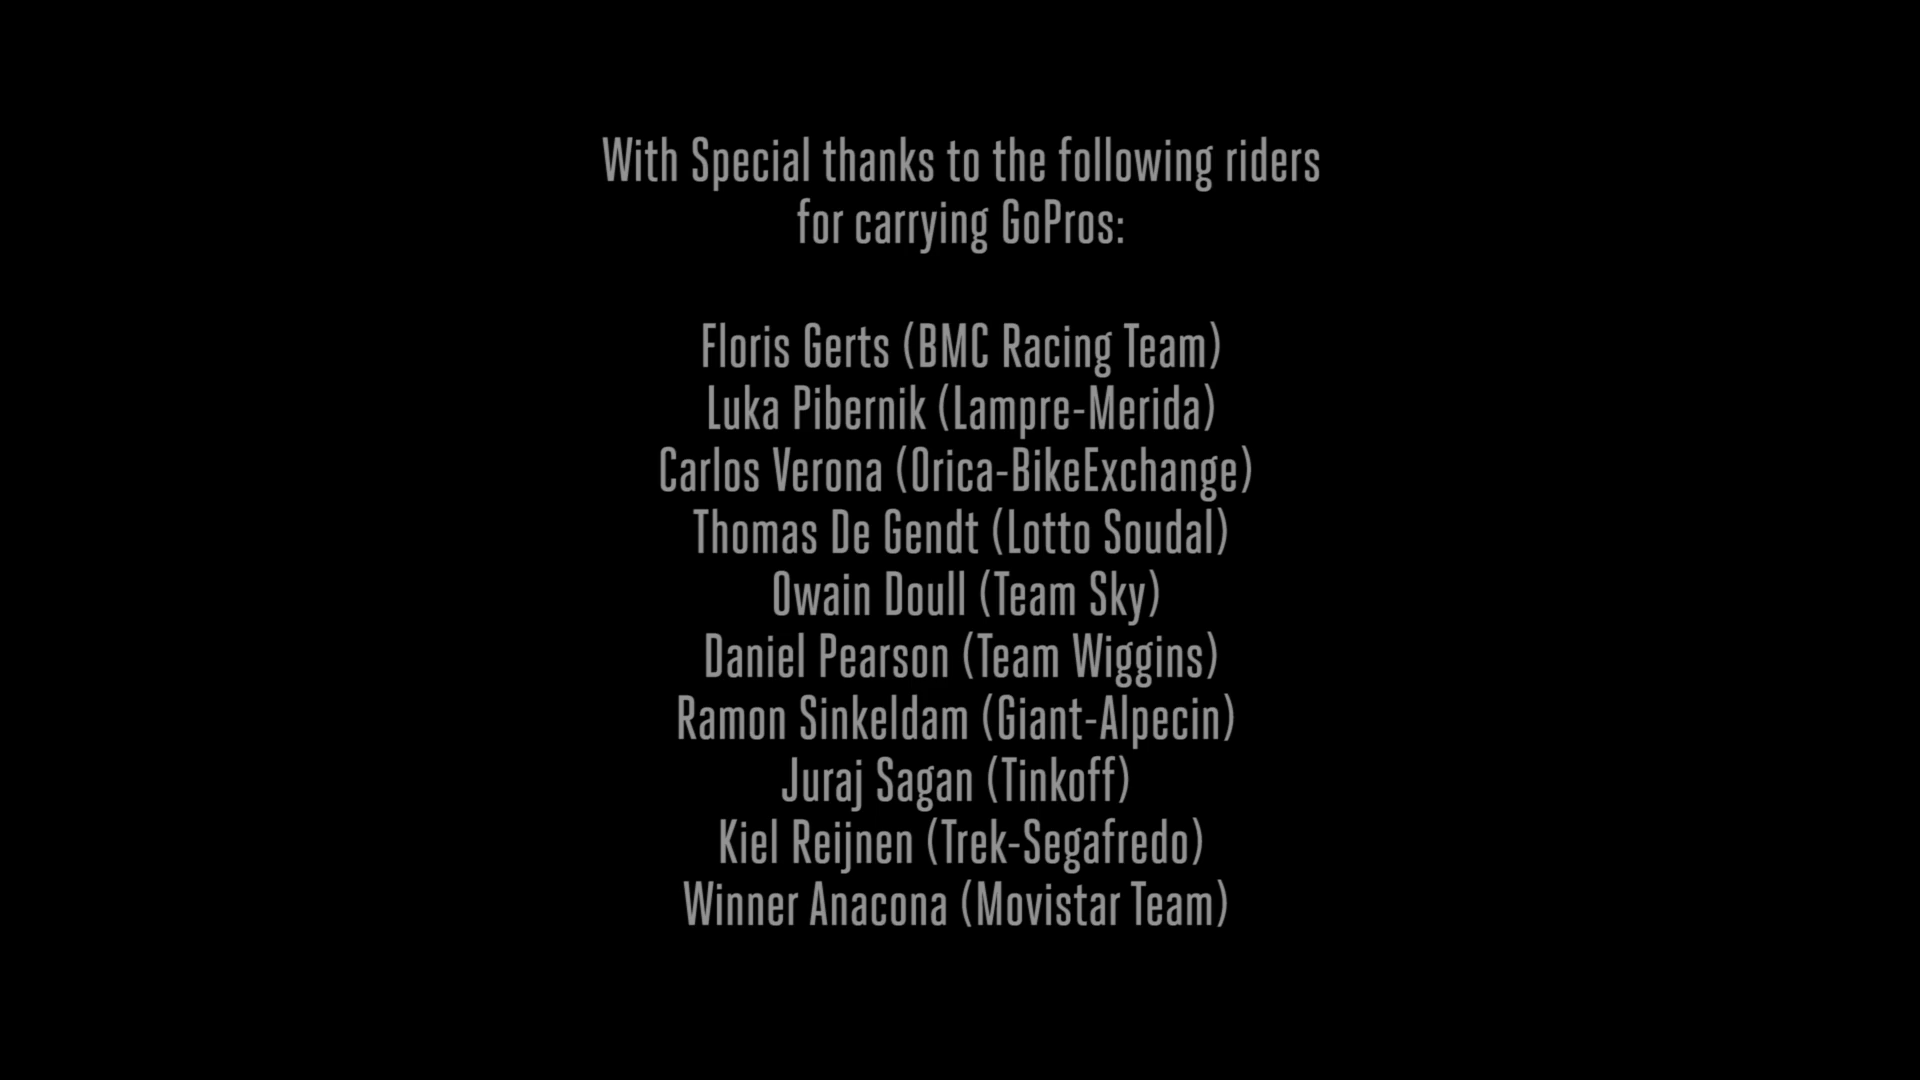 With Special thanks to the following riders
for carrying GoPros:
Floris Gerts (BMC Racing Team)
Luka Pibernik (Lampre-Merida)
Carlos Verona (Orica-BikeExchange)
Thomas De Gendt (Lotto Soudal)
Owain Doull (Team Sky)
Daniel Pearson (Team Wiggins)
Ramon Sinkeldam (Giant-Alpecin)
Juraj Sagan (Tinkoff)
Kiel Reijnen (Trek-Segafredo)
Winner Anacona (Movistar Team)